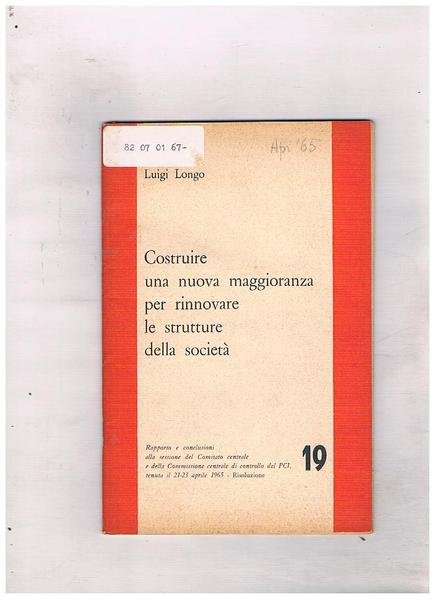 82 07 01 67-
Apr '65
Luigi Longo
Costruire
una nuova maggioranza
per rinnovare
le strutture
della società
Rapporto e conclusioni
alla sessione del Comitato centrale
e della Commissione centrale di controllo del PCI,
tenuta il 21-23 aprile 1965 - Risoluzione
19